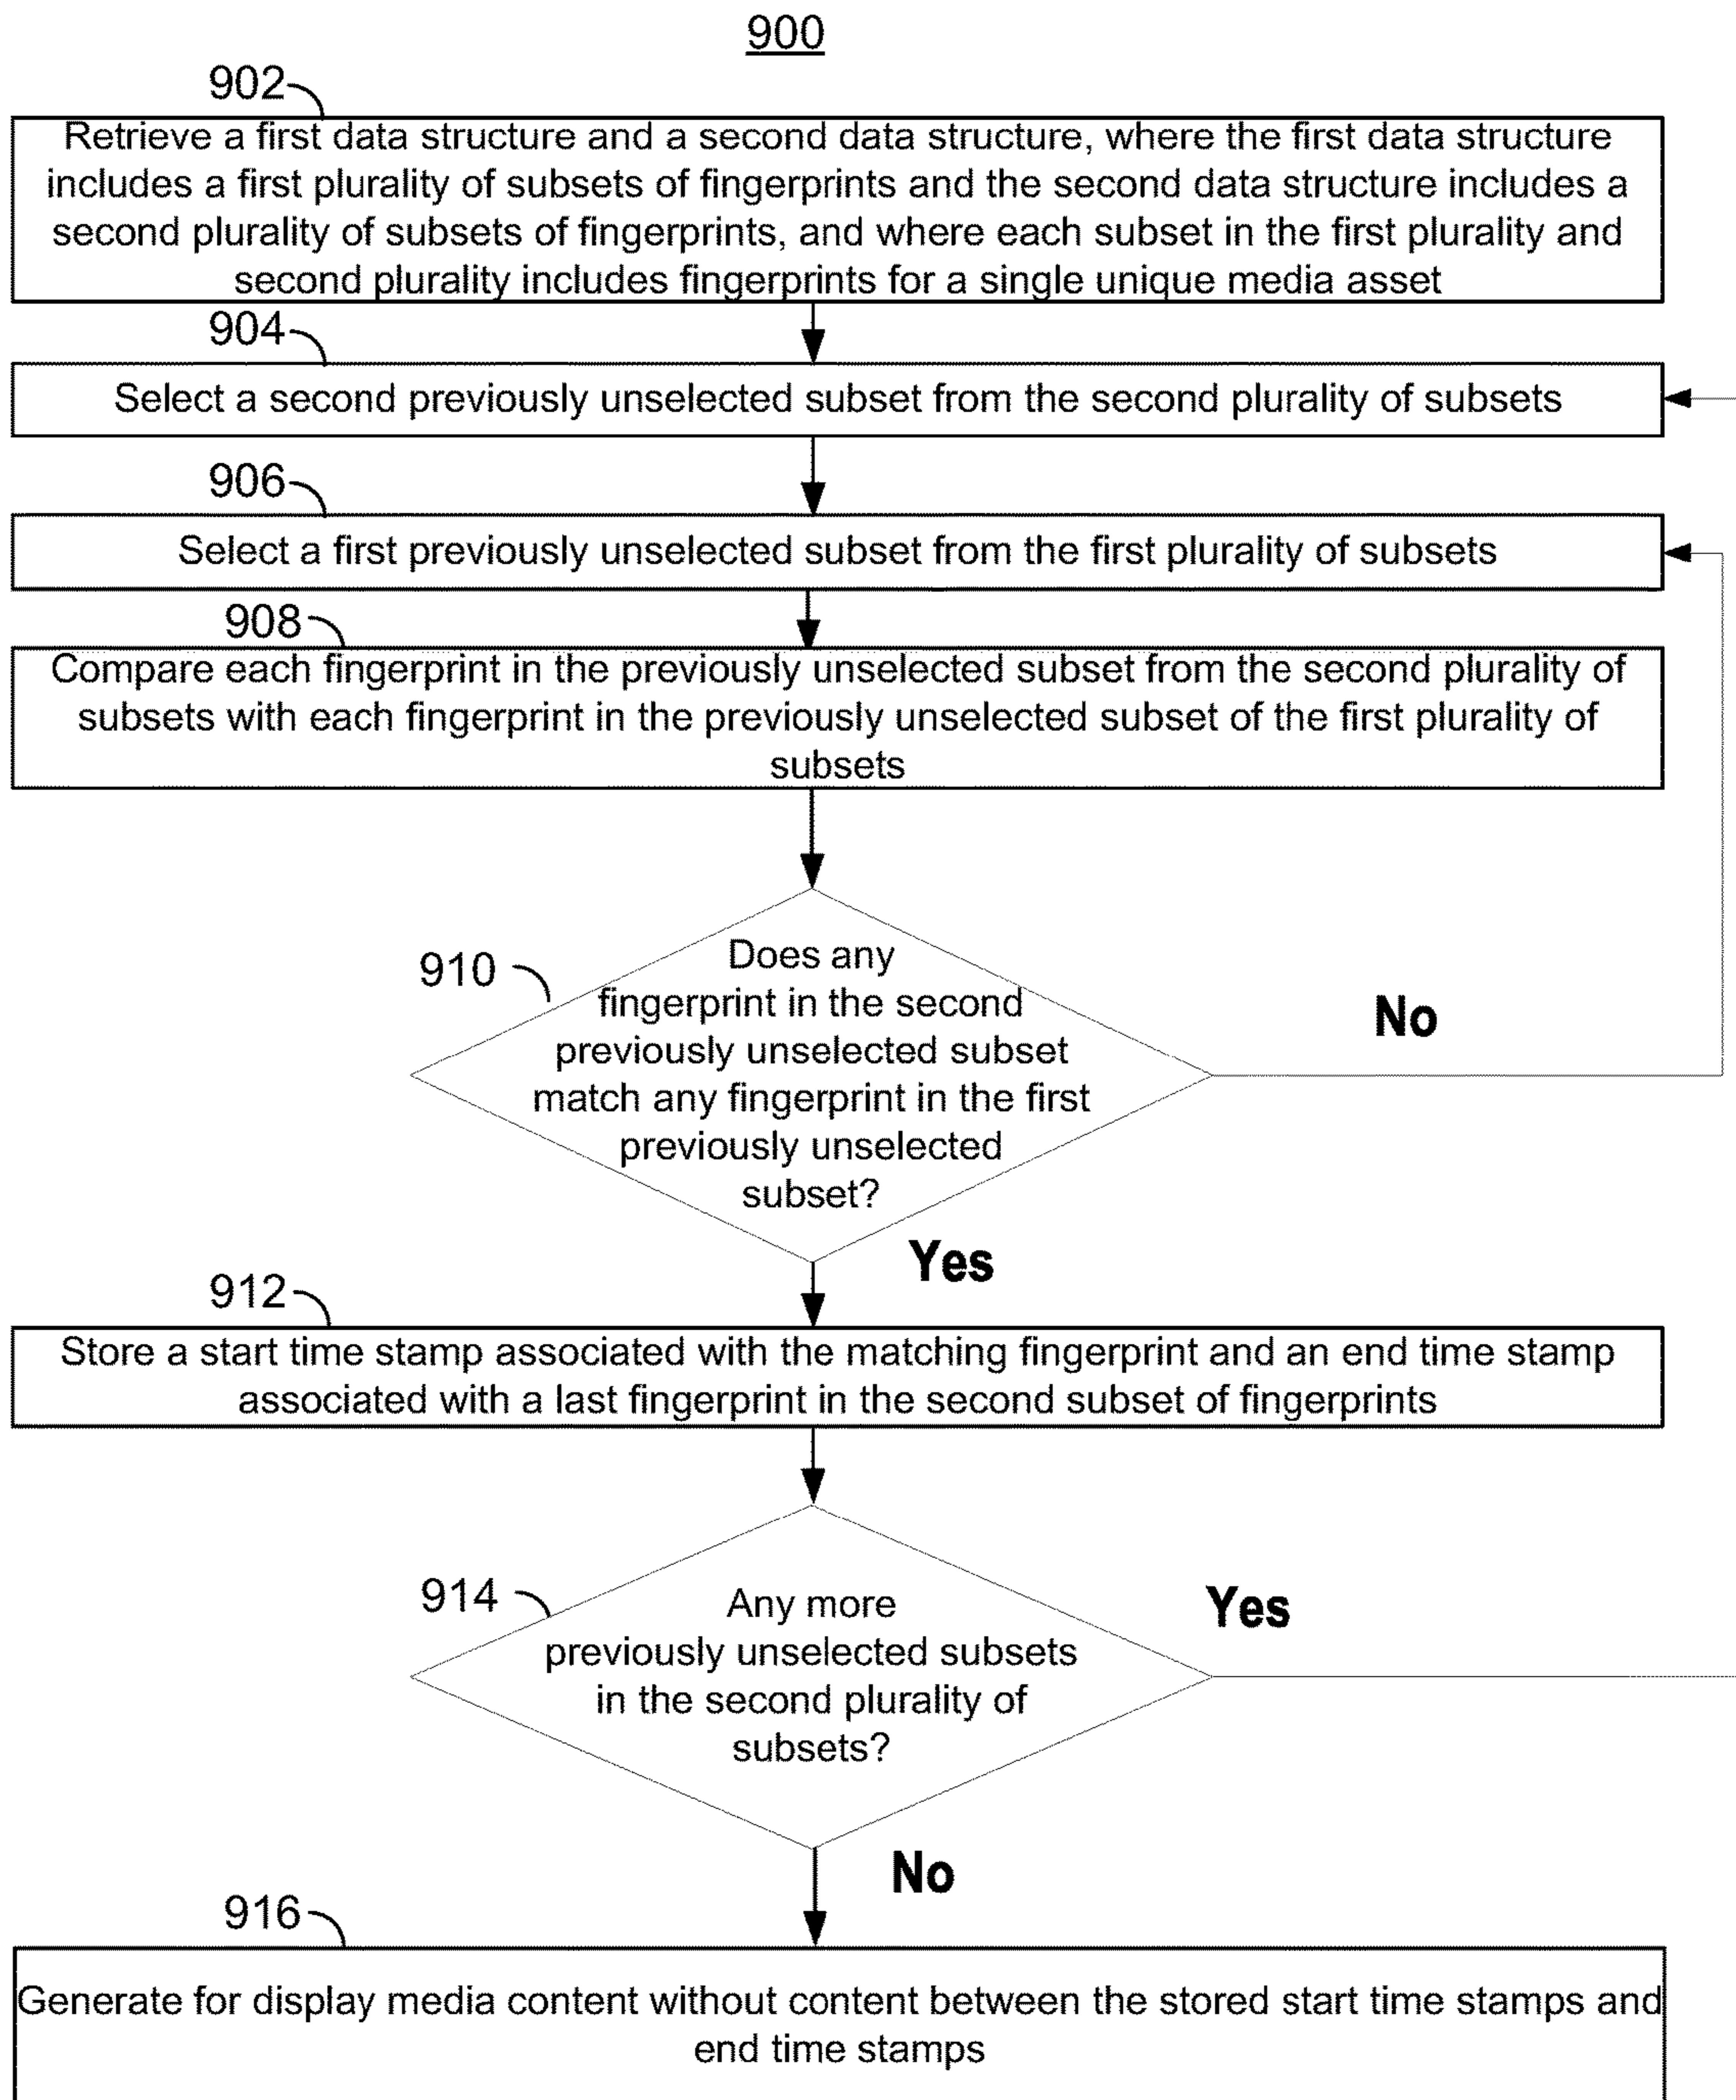 900
902
Retrieve a first data structure and a second data structure, where the first data structure
includes a first plurality of subsets of fingerprints and the second data structure includes a
second plurality of subsets of fingerprints, and where each subset in the first plurality and
second plurality includes fingerprints for a single unique media asset
904
Select a second previously unselected subset from the second plurality of subsets
906
Select a first previously unselected subset from the first plurality of subsets
908
Compare each fingerprint in the previously unselected subset from the second plurality of
subsets with each fingerprint in the previously unselected subset of the first plurality of
subsets
910
Does any
fingerprint in the second
previously unselected subset
match any fingerprint in the first
previously unselected
subset?
No
Yes
912
Store a start time stamp associated with the matching fingerprint and an end time stamp
associated with a last fingerprint in the second subset of fingerprints
914
Any more
previously unselected subsets
in the second plurality of
subsets?
Yes
No
916
Generate for display media content without content between the stored start time stamps and
end time stamps